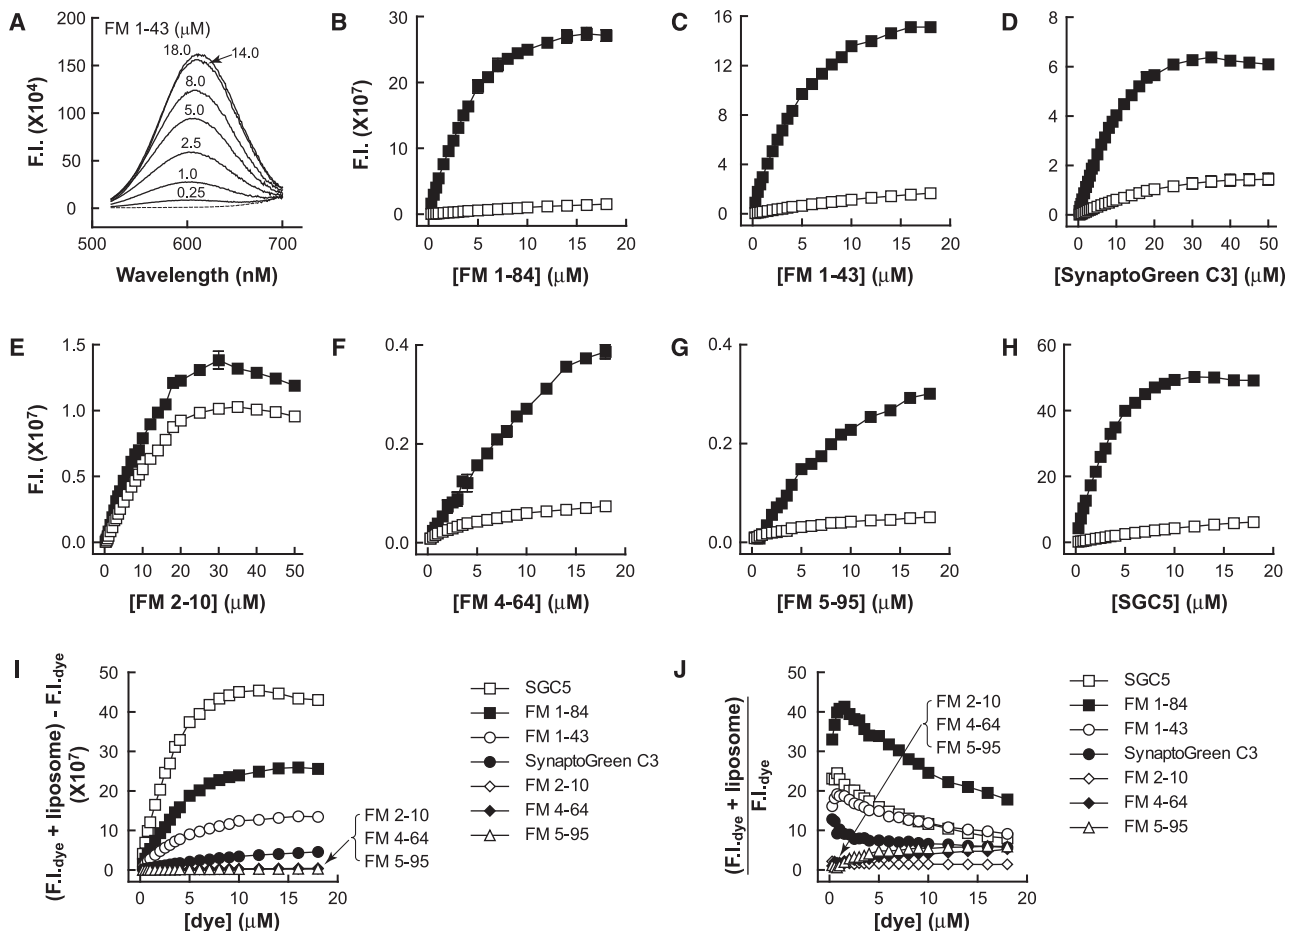 A
FM 1-43 (μM)
18.0
14.0
8.0
5.0
2.5
1.0
0.25
F.I. (X10⁴)
200
150
100
50
0
500
600
700
Wavelength (nM)
B
F.I. (X10⁷)
30
20
10
0
0
5
10
15
20
[FM 1-84] (μM)
C
16
12
8
4
0
0
5
10
15
20
[FM 1-43] (μM)
D
8
6
4
2
0
0
10
20
30
40
50
[SynaptoGreen C3] (μM)
E
F.I. (X10⁷)
1.5
1.0
0.5
0.0
0
10
20
30
40
50
[FM 2-10] (μM)
F
0.4
0.2
0.0
0
5
10
15
20
[FM 4-64] (μM)
G
0.4
0.2
0.0
0
5
10
15
20
[FM 5-95] (μM)
H
60
40
20
0
0
5
10
15
20
[SGC5] (μM)
I
(F.I.dye + liposome) - F.I.dye
(X10⁷)
50
40
30
20
10
0
0
5
10
15
20
[dye] (μM)
FM 2-10
FM 4-64
FM 5-95
SGC5
FM 1-84
FM 1-43
SynaptoGreen C3
FM 2-10
FM 4-64
FM 5-95
J
(F.I.dye + liposome)
F.I.dye
50
40
30
20
10
0
0
5
10
15
20
[dye] (μM)
FM 2-10
FM 4-64
FM 5-95
SGC5
FM 1-84
FM 1-43
SynaptoGreen C3
FM 2-10
FM 4-64
FM 5-95